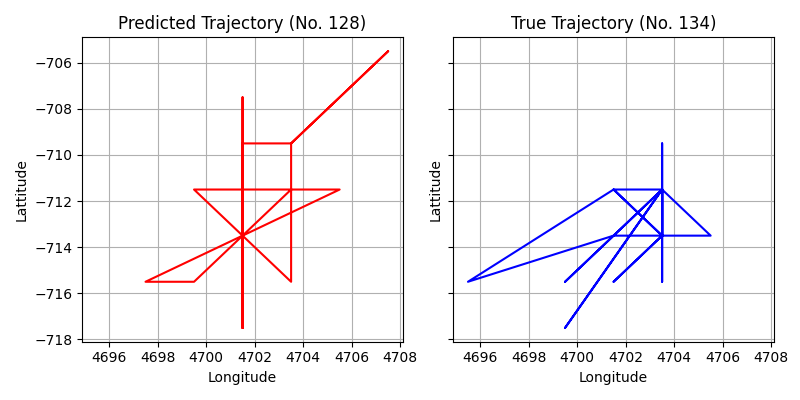 Predicted Trajectory (No. 128)
True Trajectory (No. 134)
−706
−708
−710
−712
−714
−716
−718
Lattitude
Lattitude
4696 4698 4700 4702 4704 4706 4708
4696 4698 4700 4702 4704 4706 4708
Longitude
Longitude